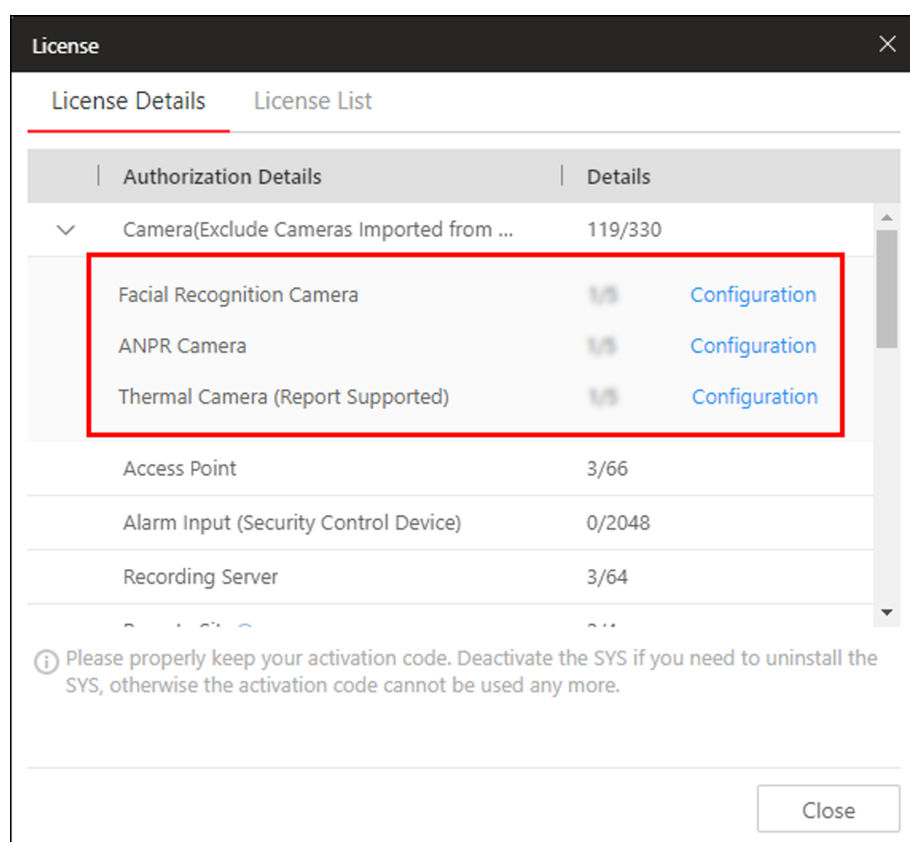 License
License Details License List
Authorization Details Details
Camera(Exclude Cameras Imported from ... 119/330
Facial Recognition Camera Configuration
ANPR Camera Configuration
Thermal Camera (Report Supported) Configuration
Access Point 3/66
Alarm Input (Security Control Device) 0/2048
Recording Server 3/64
Please properly keep your activation code. Deactivate the SYS if you need to uninstall the
SYS, otherwise the activation code cannot be used any more.
Close